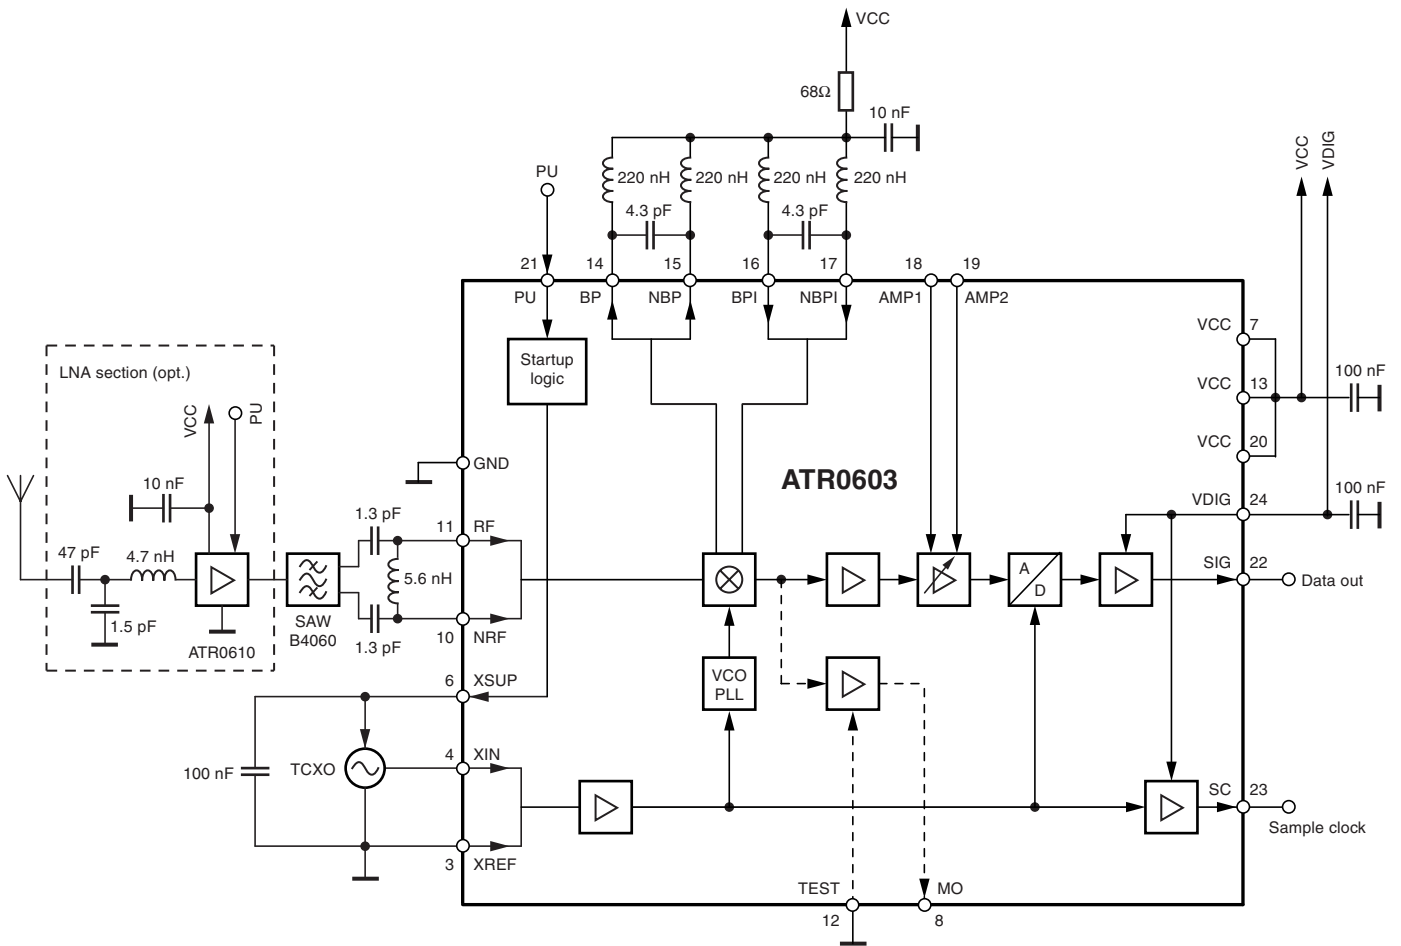 VCC
68Ω
10 nF
VCC
VDIG
PU
220 nH
220 nH
220 nH
220 nH
4.3 pF
4.3 pF
21
14
15
16
17
18
19
PU
BP
NBP
BPI
NBPI
AMP1
AMP2
VCC
7
Startup
logic
LNA section (opt.)
VCC
13
100 nF
VCC
PU
VCC
20
GND
ATR0603
10 nF
VDIG
24
100 nF
1.3 pF
11
RF
47 pF
4.7 nH
5.6 nH
A
D
SIG
22
Data out
1.5 pF
SAW
B4060
ATR0610
1.3 pF
10
NRF
6
XSUP
VCO
PLL
100 nF
TCXO
4
XIN
SC
23
Sample clock
3
XREF
TEST
MO
12
8